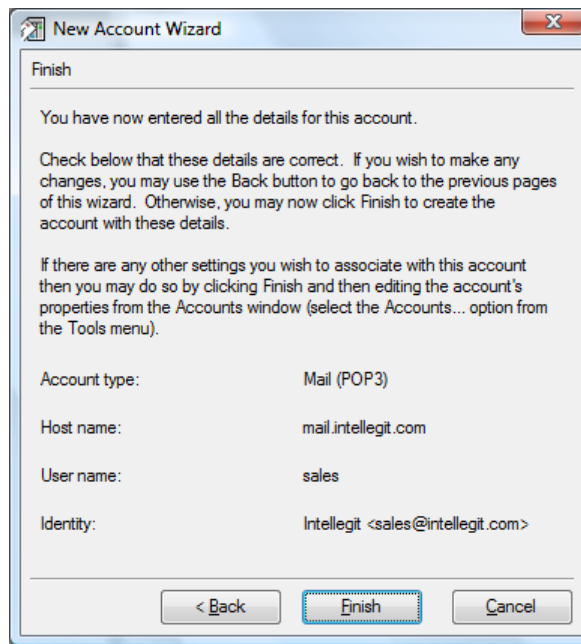 New Account Wizard
Finish
You have now entered all the details for this account.
Check below that these details are correct.  If you wish to make any
changes, you may use the Back button to go back to the previous pages
of this wizard.  Otherwise, you may now click Finish to create the
account with these details.
If there are any other settings you wish to associate with this account
then you may do so by clicking Finish and then editing the account's
properties from the Accounts window (select the Accounts... option from
the Tools menu).
Account type: Mail (POP3)
Host name: mail.intellegit.com
User name: sales
Identity: Intellegit <sales@intellegit.com>
< Back Finish Cancel